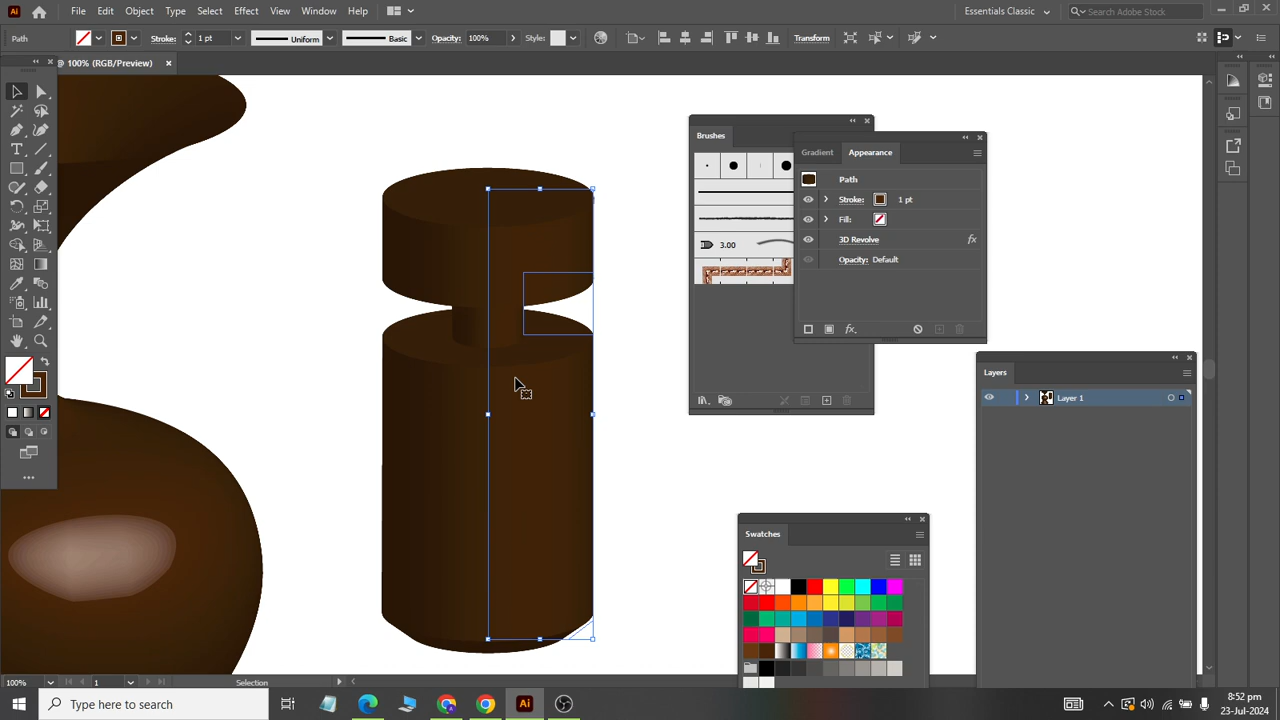 Ai
File Edit Object Type Select Effect View Window Help
Essentials Classic
Search Adobe Stock
Path
Stroke: 1 pt
Uniform
Basic
Opacity: 100%
Style:
Transform
@ 100% (RGB/Preview)
Brushes
3.00
Gradient
Appearance
Path
Stroke: 1 pt
Fill:
3D Revolve fx
Opacity: Default
fx
Layers
Layer 1
Swatches
100%
1
Selection
Type here to search
Ai
8:52 pm
23-Jul-2024